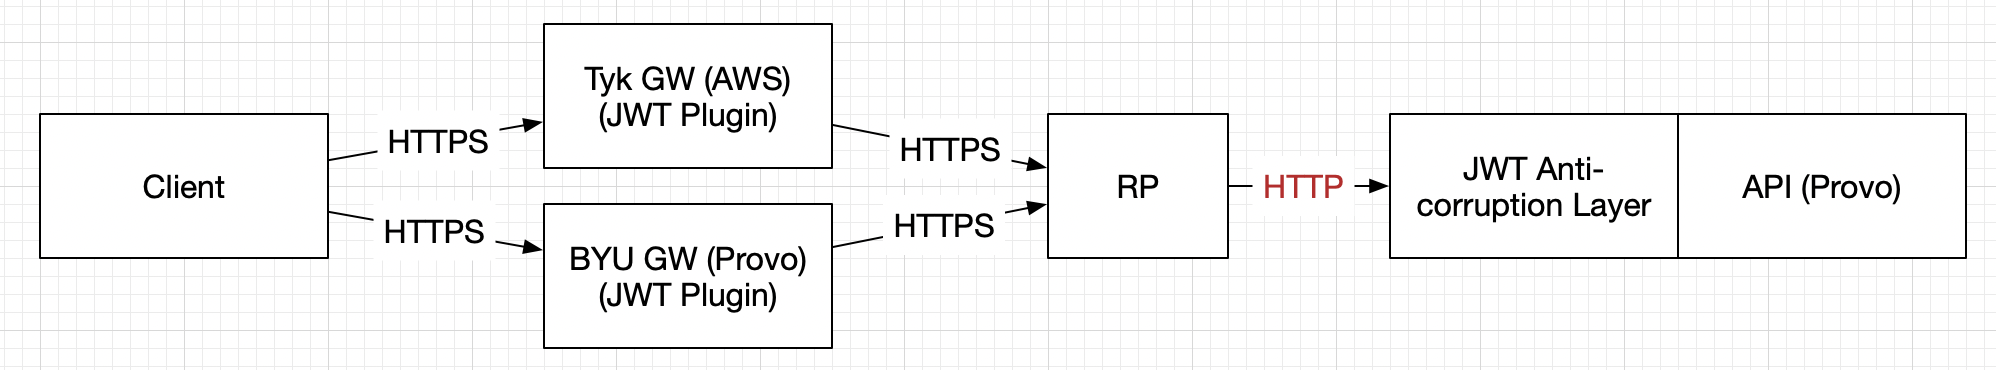 Client
HTTPS
HTTPS
Tyk GW (AWS)
(JWT Plugin)
BYU GW (Provo)
(JWT Plugin)
HTTPS
HTTPS
RP
HTTP
JWT Anti-
corruption Layer
API (Provo)